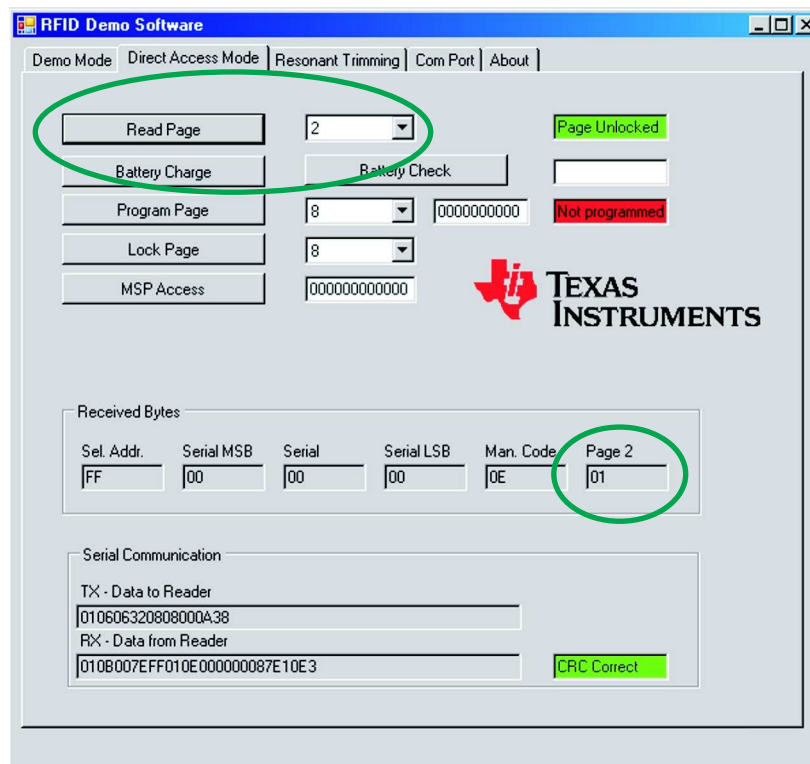 RFID Demo Software
Demo Mode Direct Access Mode Resonant Trimming Com Port About
Read Page 2 Page Unlocked
Battery Charge Battery Check
Program Page 8 0000000000 Not programmed
Lock Page 8
MSP Access 000000000000
TEXAS
INSTRUMENTS
Received Bytes
Sel. Addr. Serial MSB Serial Serial LSB Man. Code Page 2
FF 00 00 00 0E 01
Serial Communication
TX - Data to Reader
010606320808000A38
RX - Data from Reader
010B007EFF010E000000087E10E3 CRC Correct